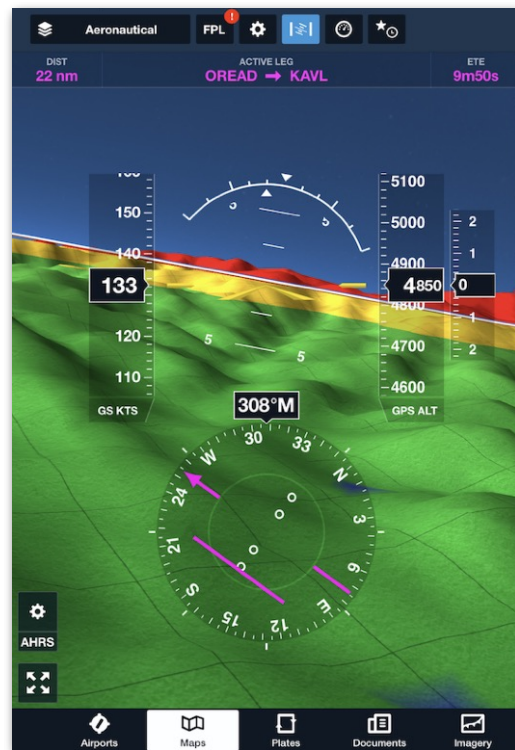 Aeronautical FPL !
DIST ACTIVE LEG ETE
22 nm OREAD → KAVL 9m50s
5100
150 5000 2
140 4900 1
133 4850 0
4800
120 4700 1
110 4600 2
5 5
5 5
GS KTS GPS ALT
308°M
30 33 N 3 6 E 12 15 S 21 24 W
AHRS
Airports Maps Plates Documents Imagery